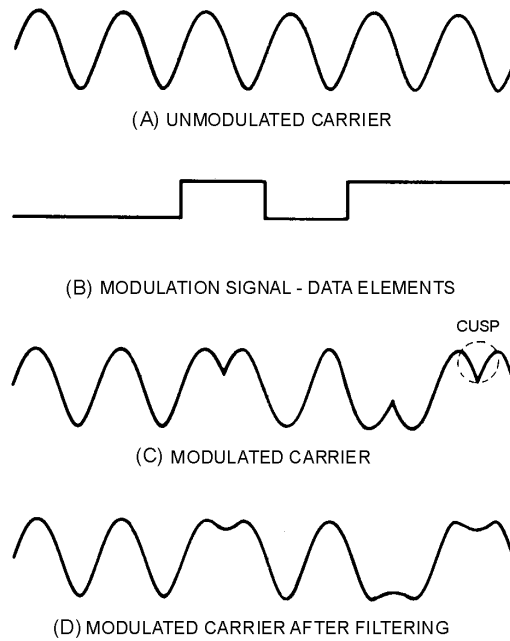 (A) UNMODULATED CARRIER
(B) MODULATION SIGNAL - DATA ELEMENTS
CUSP
(C) MODULATED CARRIER
(D) MODULATED CARRIER AFTER FILTERING